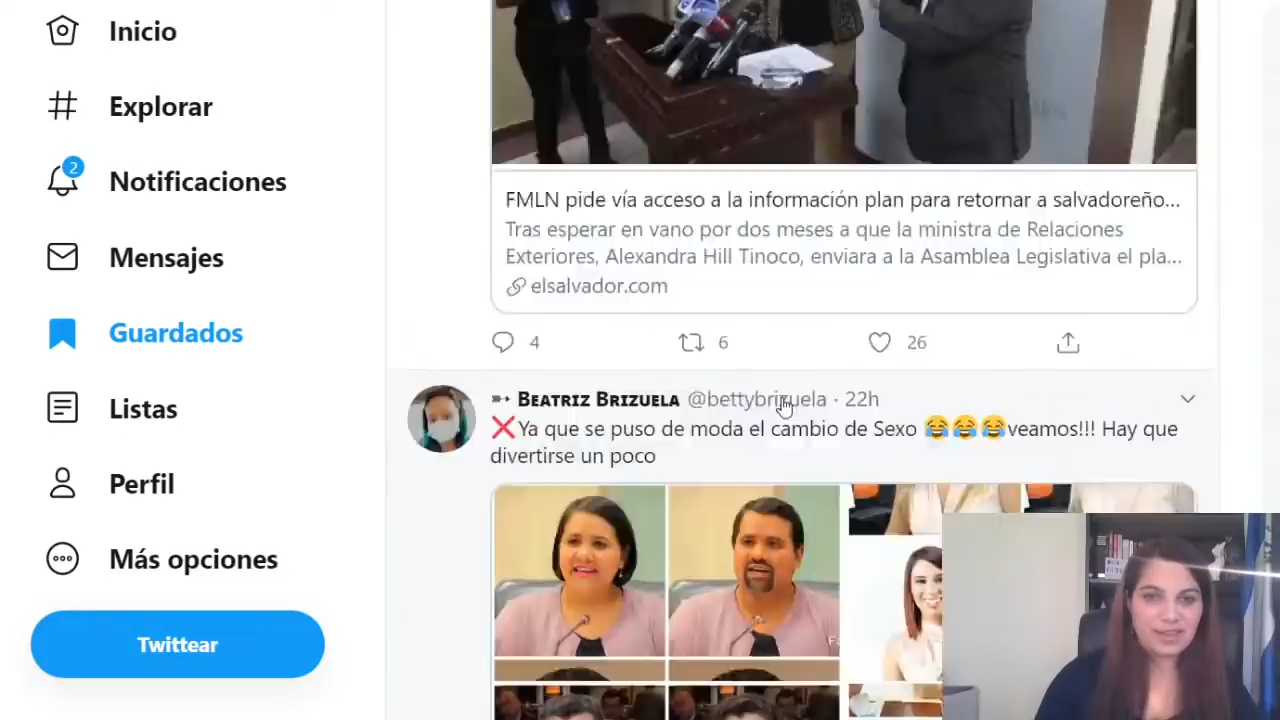 Inicio
Explorar
2
Notificaciones
Mensajes
Guardados
Listas
Perfil
Más opciones
Twittear
FMLN pide vía acceso a la información plan para retornar a salvadoreño...
Tras esperar en vano por dos meses a que la ministra de Relaciones
Exteriores, Alexandra Hill Tinoco, enviara a la Asamblea Legislativa el pla...
elsalvador.com
4
6
26
➵ BEATRIZ BRIZUELA @bettybrizuela · 22h
❌Ya que se puso de moda el cambio de Sexo 😂😂😂veamos!!! Hay que
divertirse un poco